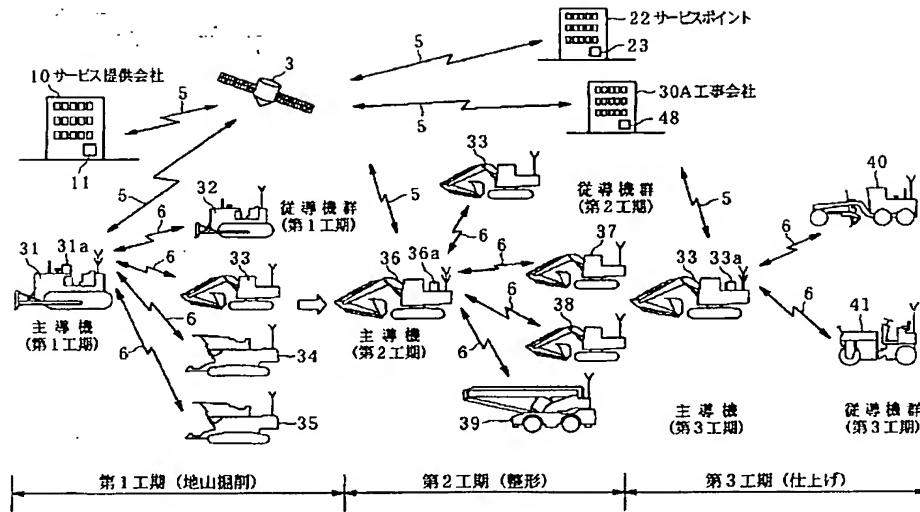 22 サービスポイント
23
3
5
10 サービス提供会社
5
30A 工事会社
48
5
11
33
5
32
6
従導機群
(第1工期)
5
従導機群
(第2工期)
5
40
31
31a
6
33
6
36
36a
6
37
33
33a
6
6
6
38
6
41
主導機
(第1工期)
6
34
主導機
(第2工期)
6
39
35
主導機
(第3工期)
従導機群
(第3工期)
第1工期 (地山掘削)
第2工期 (整形)
第3工期 (仕上げ)